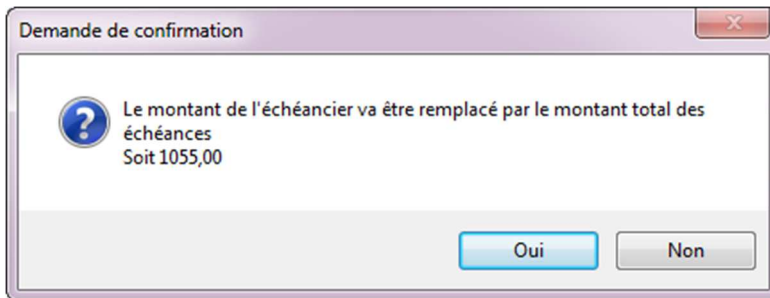 Demande de confirmation
Le montant de l'échéancier va être remplacé par le montant total des
échéances
Soit 1055,00
Oui
Non